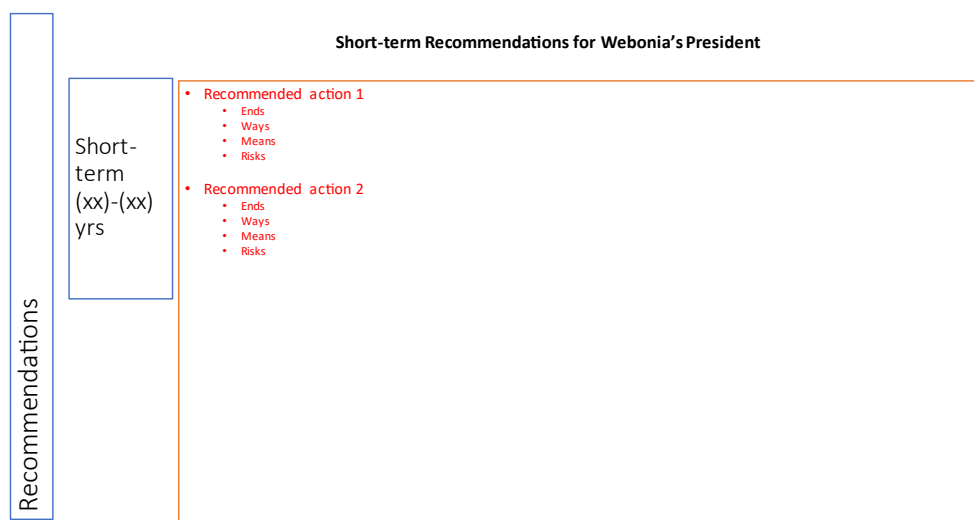 Short-term Recommendations for Webonia's President
Recommendations
Short-
term
(xx)-(xx)
yrs
• Recommended action 1
• Ends
• Ways
• Means
• Risks
• Recommended action 2
• Ends
• Ways
• Means
• Risks